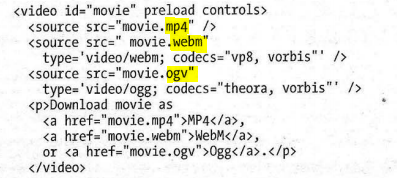 <video id="movie" preload controls>
<source src="movie.mp4" />
<source src=" movie.webm"
type='video/webm; codecs="vp8, vorbis"' />
<source src="movie.ogv"
type='video/ogg; codecs="theora, vorbis"' />
<p>Download movie as
<a href="movie.mp4">MP4</a>,
<a href="movie.webm">WebM</a>,
or <a href="movie.ogv">Ogg</a>.</p>
</video>